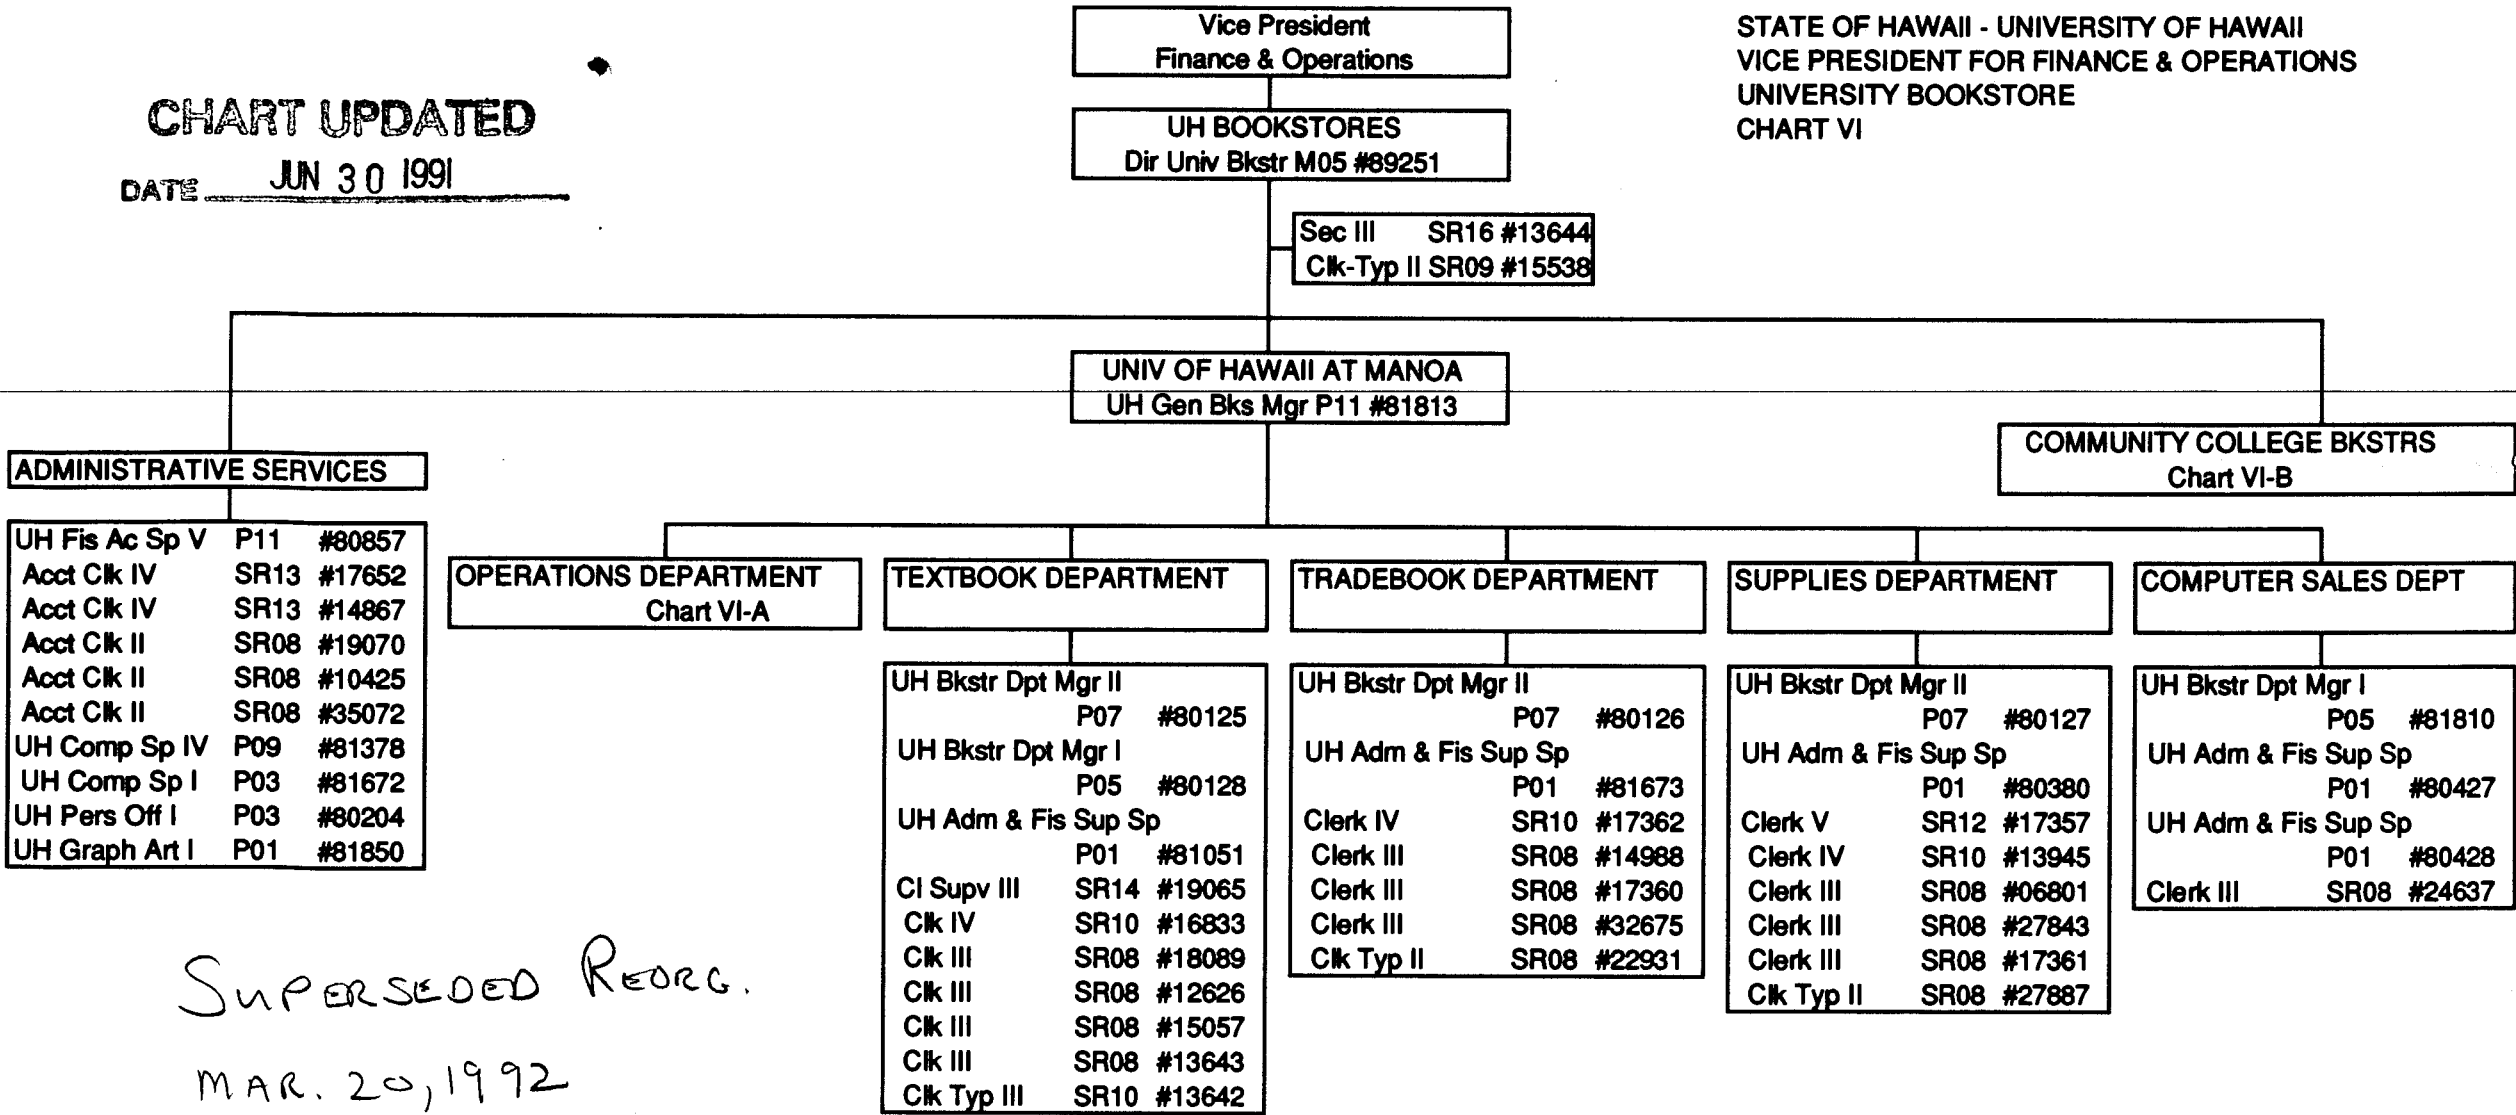 Vice President
Finance & Operations
STATE OF HAWAII - UNIVERSITY OF HAWAII
VICE PRESIDENT FOR FINANCE & OPERATIONS
UNIVERSITY BOOKSTORE
CHART VI
CHART UPDATED
DATE JUN 30 1991
UH BOOKSTORES
Dir Univ Bkstr M05 #89251
Sec III SR16 #13644
Clk-Typ II SR09 #15538
UNIV OF HAWAII AT MANOA
UH Gen Bks Mgr P11 #81813
ADMINISTRATIVE SERVICES
UH Fis Ac Sp V P11 #80857
Acct Clk IV SR13 #17652
Acct Clk IV SR13 #14867
Acct Clk II SR08 #19070
Acct Clk II SR08 #10425
Acct Clk II SR08 #35072
UH Comp Sp IV P09 #81378
UH Comp Sp I P03 #81672
UH Pers Off I P03 #80204
UH Graph Art I P01 #81850
COMMUNITY COLLEGE BKSTRS
Chart VI-B
OPERATIONS DEPARTMENT
Chart VI-A
TEXTBOOK DEPARTMENT
UH Bkstr Dpt Mgr II
P07 #80125
UH Bkstr Dpt Mgr I
P05 #80128
UH Adm & Fis Sup Sp
P01 #81051
Cl Supv III SR14 #19065
Clk IV SR10 #16833
Clk III SR08 #18089
Clk III SR08 #12626
Clk III SR08 #15057
Clk III SR08 #13643
Clk Typ III SR10 #13642
TRADEBOOK DEPARTMENT
UH Bkstr Dpt Mgr II
P07 #80126
UH Adm & Fis Sup Sp
P01 #81673
Clerk IV SR10 #17362
Clerk III SR08 #14988
Clerk III SR08 #17360
Clerk III SR08 #32675
Clk Typ II SR08 #22931
SUPPLIES DEPARTMENT
UH Bkstr Dpt Mgr II
P07 #80127
UH Adm & Fis Sup Sp
P01 #80380
Clerk V SR12 #17357
Clerk IV SR10 #13945
Clerk III SR08 #06801
Clerk III SR08 #27843
Clerk III SR08 #17361
Clk Typ II SR08 #27887
COMPUTER SALES DEPT
UH Bkstr Dpt Mgr I
P05 #81810
UH Adm & Fis Sup Sp
P01 #80427
UH Adm & Fis Sup Sp
P01 #80428
Clerk III SR08 #24637
SUPERSEDED REORG.
MAR. 20, 1992